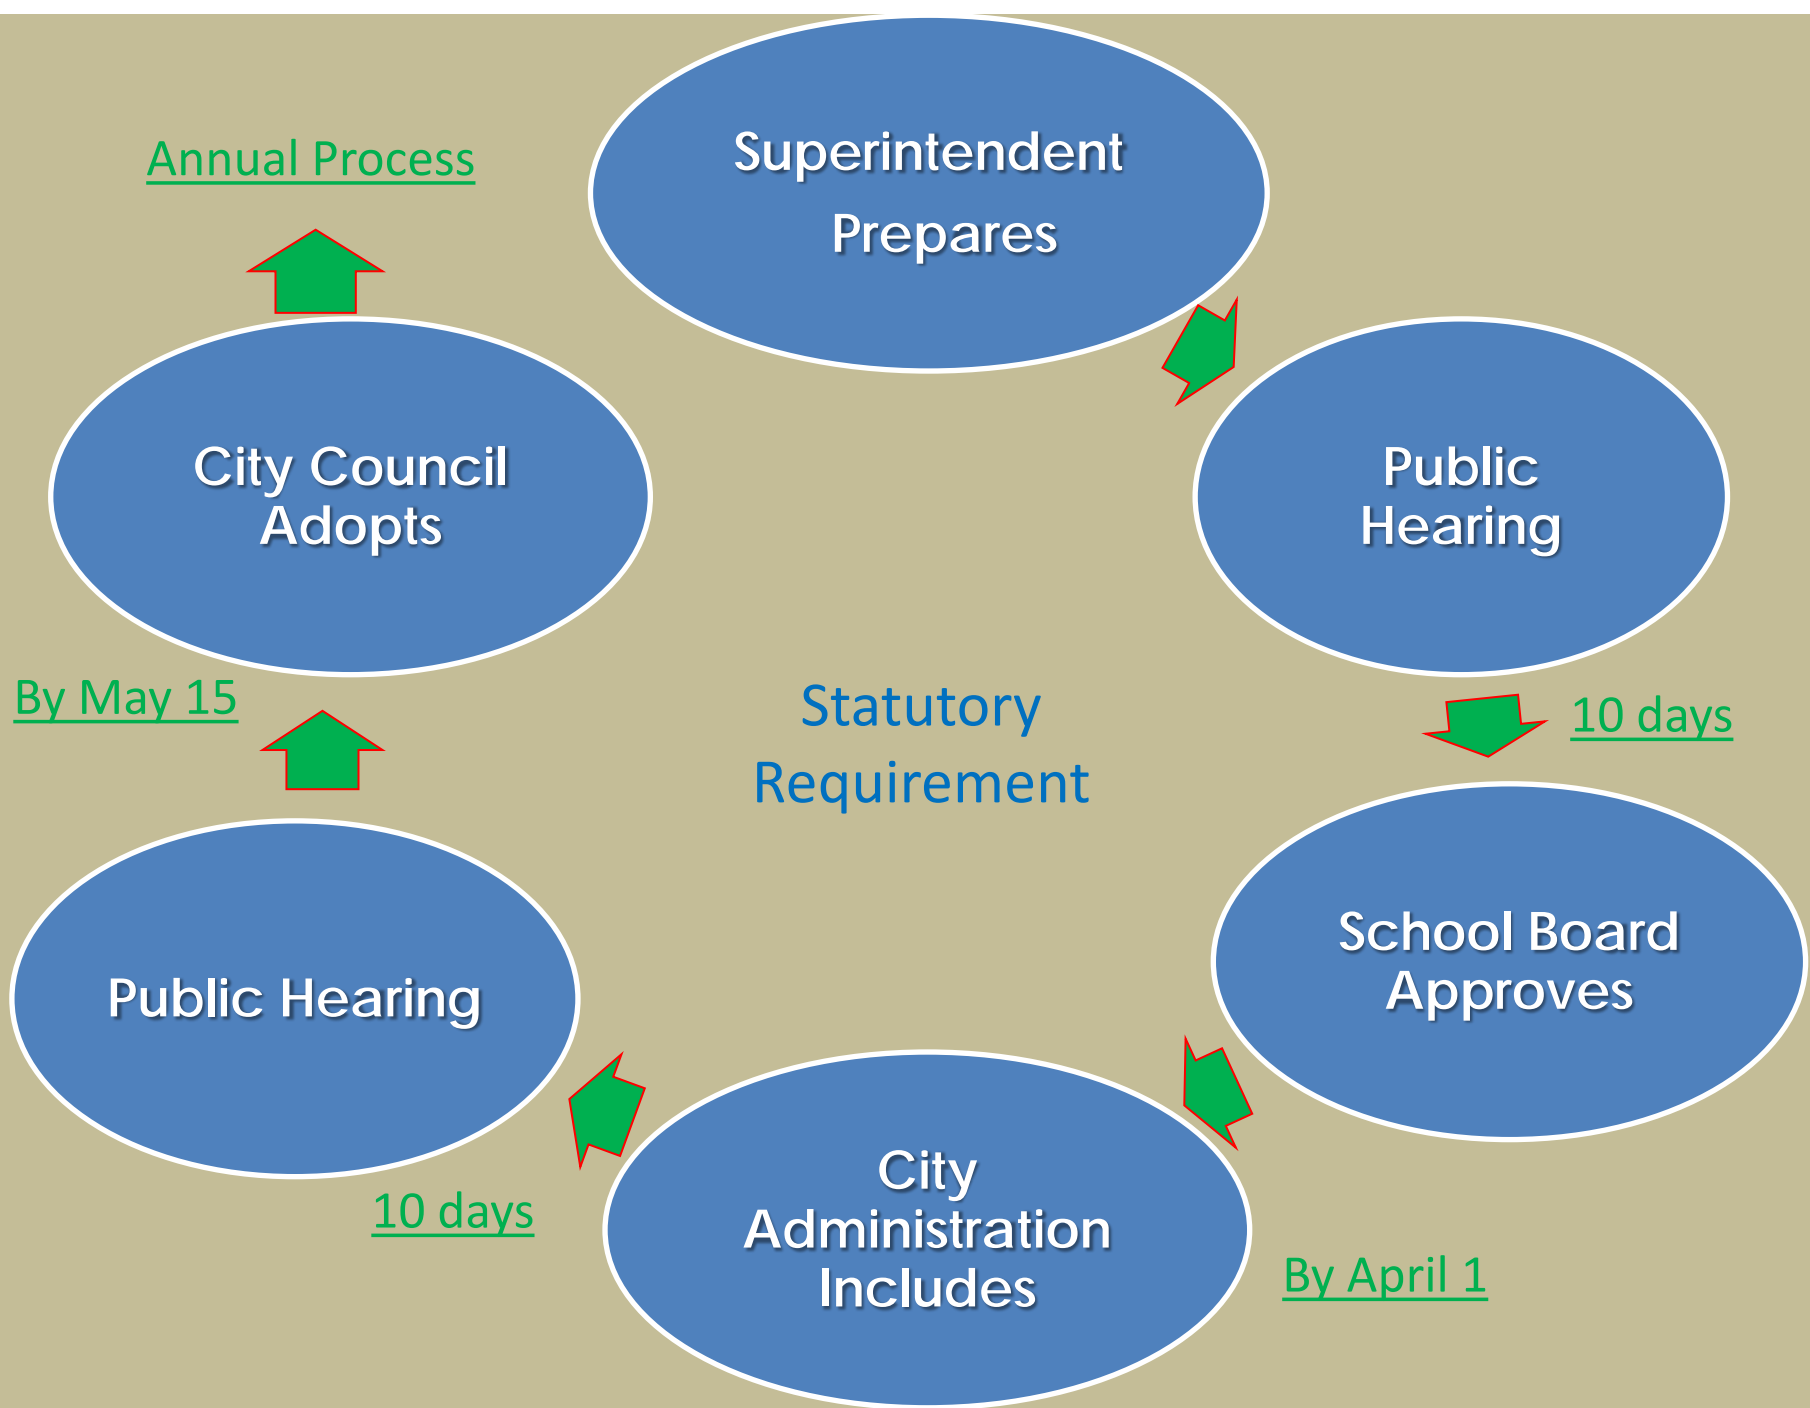 Superintendent
Prepares
Annual Process
City Council
Adopts
Public
Hearing
By May 15
Statutory
Requirement
10 days
School Board
Approves
Public Hearing
City
Administration
Includes
10 days
By April 1